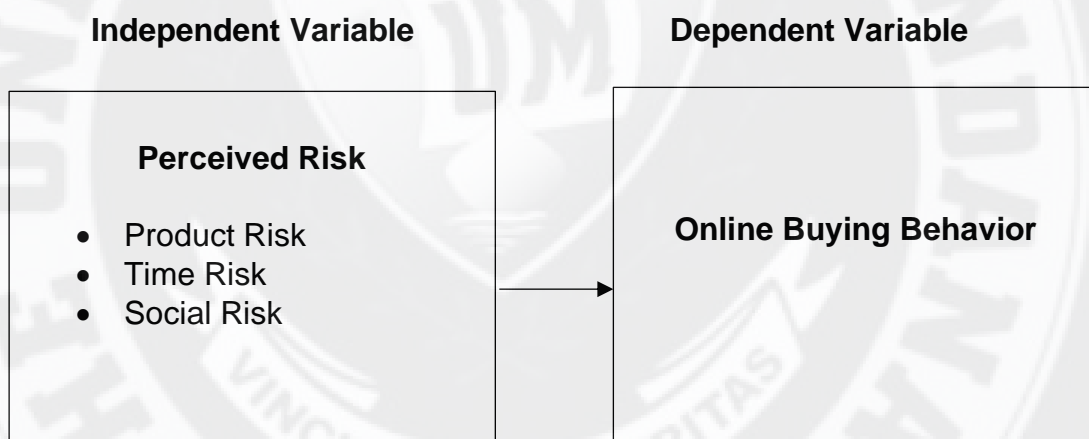 Independent Variable
Dependent Variable
Perceived Risk
• Product Risk
• Time Risk
• Social Risk
Online Buying Behavior